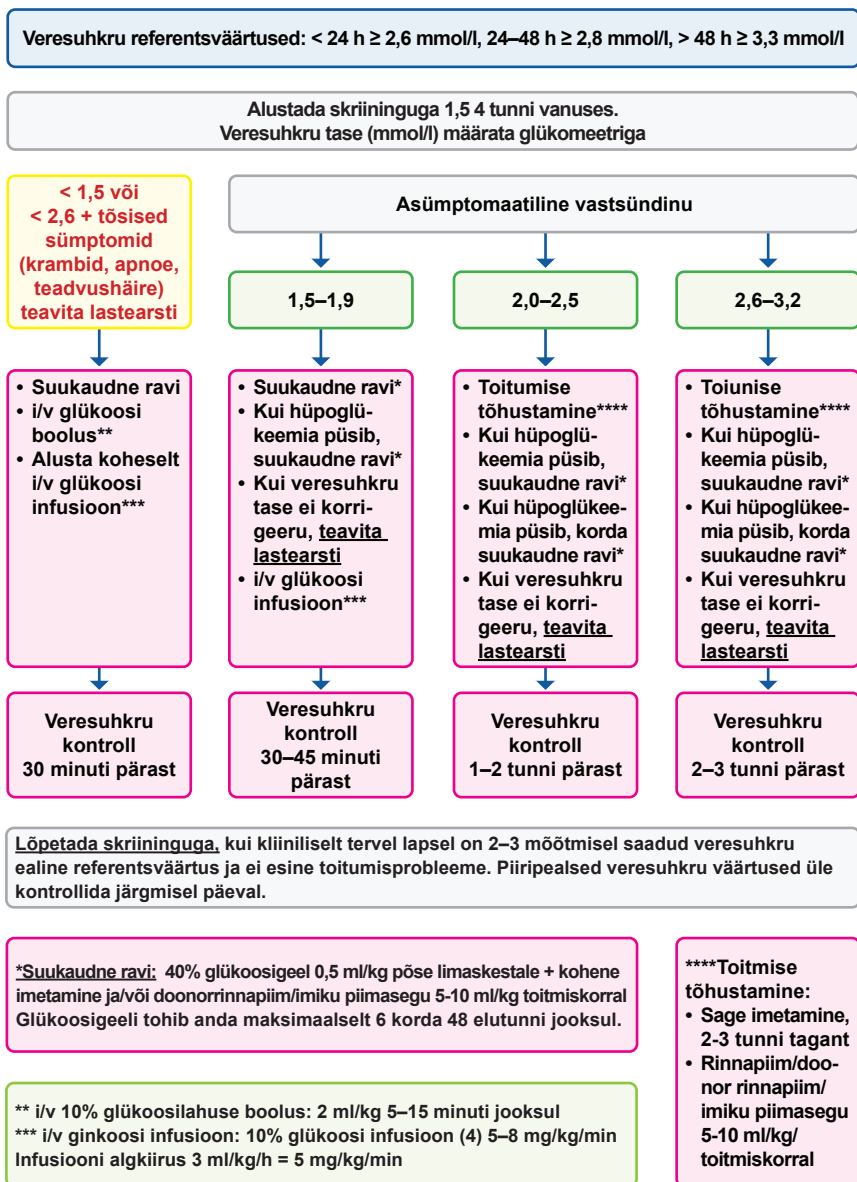 Veresuhkru referentsväärtused: < 24 h ≥ 2,6 mmol/l, 24–48 h ≥ 2,8 mmol/l, > 48 h ≥ 3,3 mmol/l
Alustada skriininguga 1,5 4 tunni vanuses.
Veresuhkru tase (mmol/l) määrata glükomeetriga
< 1,5 või
< 2,6 + tõsised
sümptomid
(krambid, apnoe,
teadvushäire)
teavita lastearsti
Asümptomaatiline vastsündinu
1,5–1,9
2,0–2,5
2,6–3,2
• Suukaudne ravi
• i/v glükoosi
boolus**
• Alusta koheselt
i/v glükoosi
infusioon***
• Suukaudne ravi*
• Kui hüpoglü-
keemia püsib,
suukaudne ravi*
• Kui veresuhkru
tase ei korri-
geeru, teavita
lastearsti
• i/v glükoosi
infusioon***
• Toitumise
tõhustamine****
• Kui hüpoglü-
keemia püsib,
suukaudne ravi*
• Kui hüpoglükee-
mia püsib, korda
suukaudne ravi*
• Kui veresuhkru
tase ei korri-
geeru, teavita
lastearsti
• Toiunise
tõhustamine****
• Kui hüpoglü-
keemia püsib,
suukaudne ravi*
• Kui hüpoglükee-
mia püsib, korda
suukaudne ravi*
• Kui veresuhkru
tase ei korri-
geeru, teavita
lastearsti
Veresuhkru
kontroll
30 minuti pärast
Veresuhkru
kontroll
30–45 minuti
pärast
Veresuhkru
kontroll
1–2 tunni pärast
Veresuhkru
kontroll
2–3 tunni pärast
Lõpetada skriininguga, kui kliiniliselt tervel lapsel on 2–3 mõõtmisel saadud veresuhkru
ealine referentsväärtus ja ei esine toitumisprobleeme. Piiripealsed veresuhkru väärtused üle
kontrollida järgmisel päeval.
*Suukaudne ravi: 40% glükoosigeel 0,5 ml/kg põse limaskestale + kohene
imetamine ja/või doonorrinnapiim/imiku piimasegu 5-10 ml/kg toitmiskorral
Glükoosigeeli tohib anda maksimaalselt 6 korda 48 elutunni jooksul.
** i/v 10% glükoosilahuse boolus: 2 ml/kg 5–15 minuti jooksul
*** i/v ginkoosi infusioon: 10% glükoosi infusioon (4) 5–8 mg/kg/min
Infusiooni algkiirus 3 ml/kg/h = 5 mg/kg/min
****Toitmise
tõhustamine:
• Sage imetamine,
2-3 tunni tagant
• Rinnapiim/doo-
nor rinnapiim/
imiku piimasegu
5-10 ml/kg/
toitmiskorral